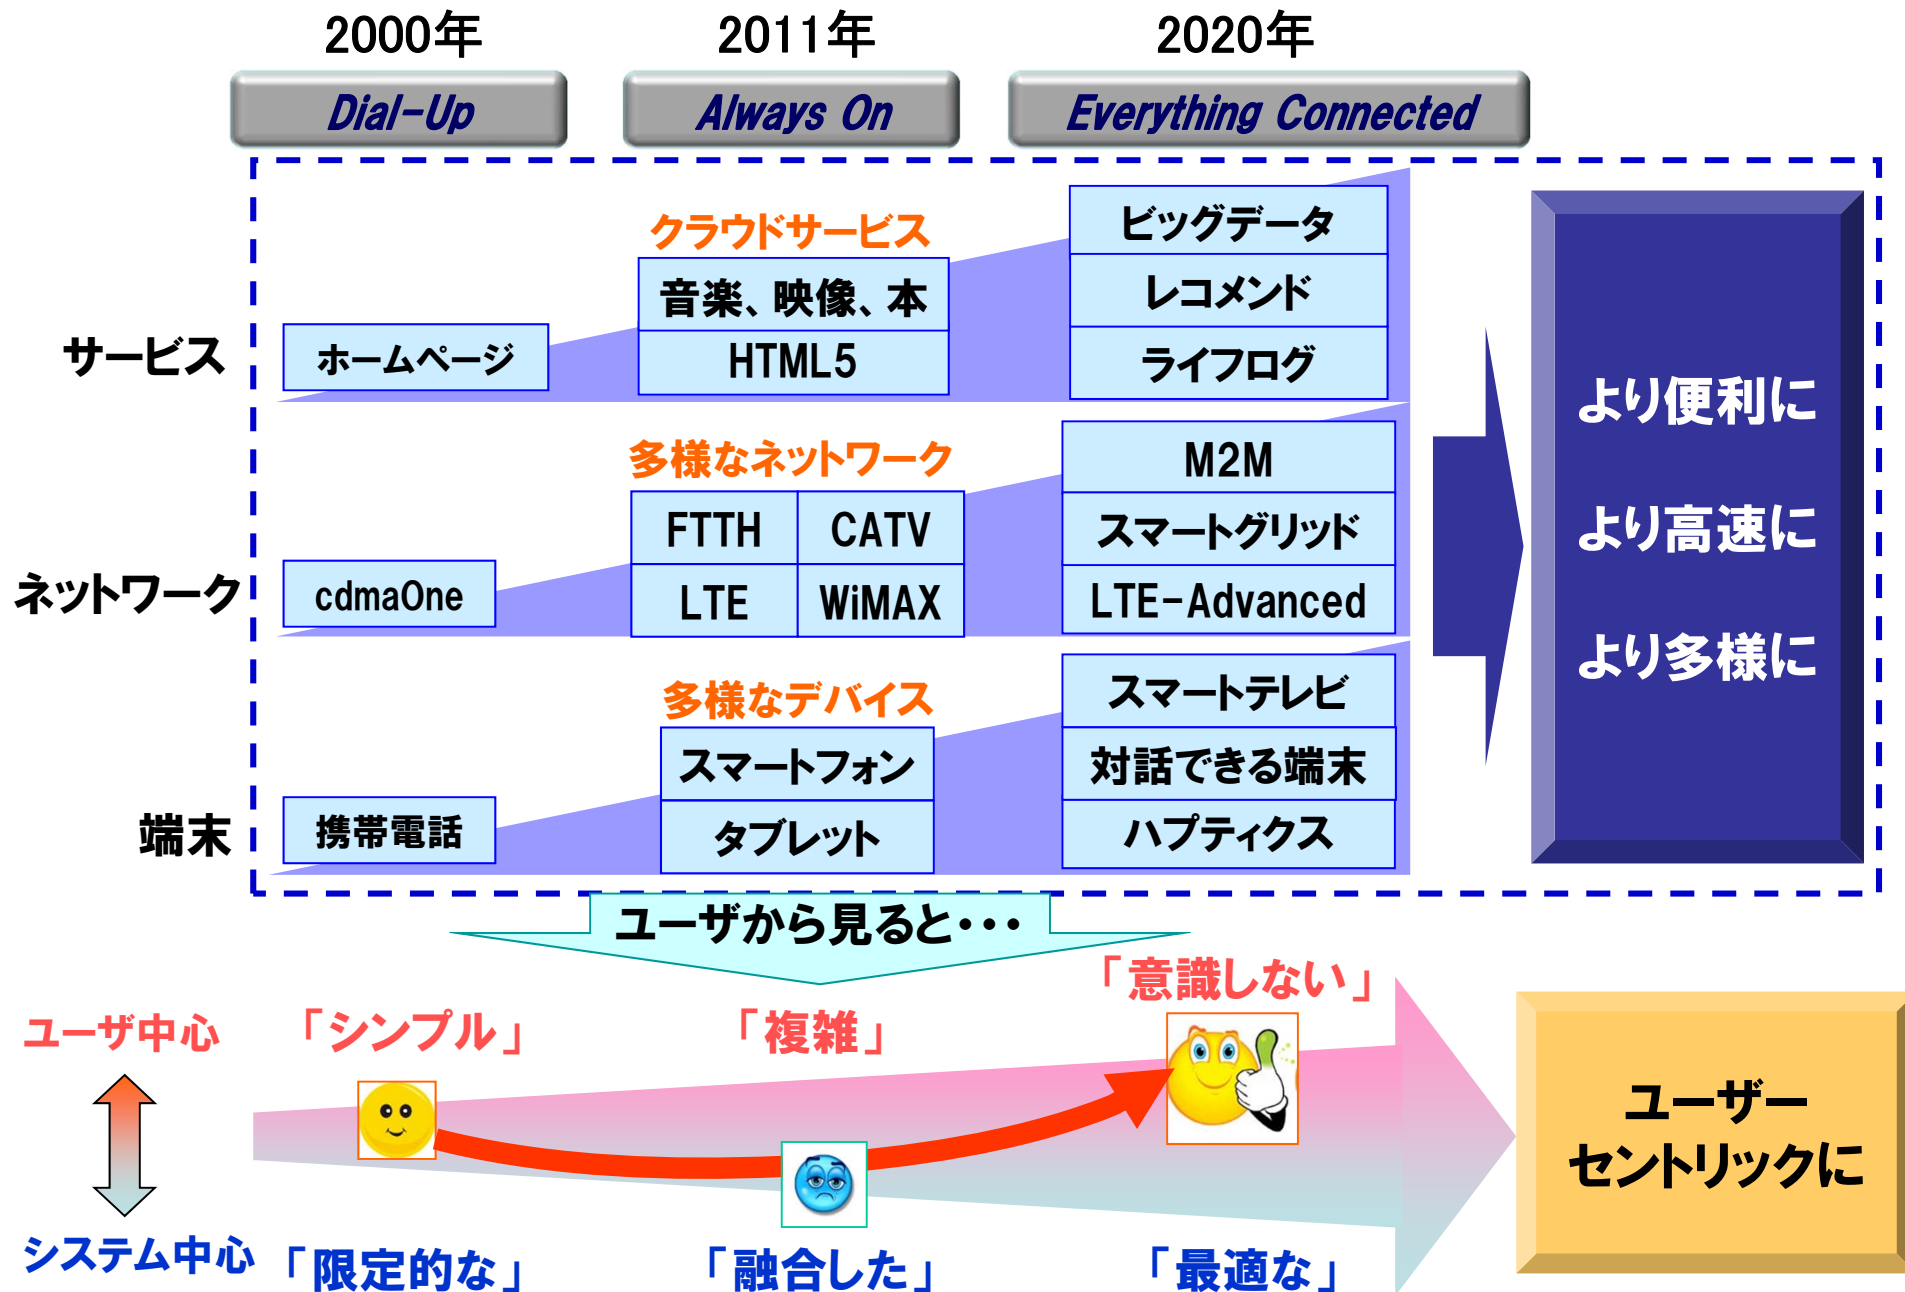 2000年
2011年
2020年
Dial-Up
Always On
Everything Connected
サービス
ホームページ
クラウドサービス
音楽、映像、本
HTML5
ビッグデータ
レコメンド
ライフログ
ネットワーク
cdmaOne
多様なネットワーク
FTTH
CATV
LTE
WiMAX
M2M
スマートグリッド
LTE-Advanced
端末
携帯電話
多様なデバイス
スマートフォン
タブレット
スマートテレビ
対話できる端末
ハプティクス
より便利に
より高速に
より多様に
ユーザから見ると・・・
ユーザ中心
「シンプル」
「複雑」
「意識しない」
システム中心
「限定的な」
「融合した」
「最適な」
ユーザー
セントリックに